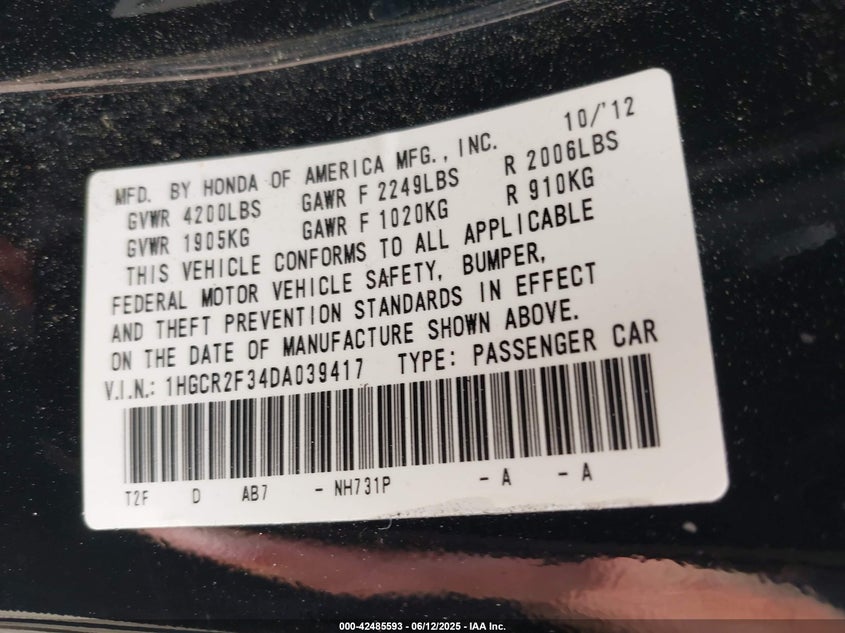 MFD. BY HONDA OF AMERICA MFG., INC. 10/'12
GVWR 4200LBS GAWR F 2249LBS R 2006LBS
GVWR 1905KG GAWR F 1020KG R 910KG
THIS VEHICLE CONFORMS TO ALL APPLICABLE
FEDERAL MOTOR VEHICLE SAFETY, BUMPER,
AND THEFT PREVENTION STANDARDS IN EFFECT
ON THE DATE OF MANUFACTURE SHOWN ABOVE.
V.I.N.: 1HGCR2F34DA039417 TYPE: PASSENGER CAR
T2F D AB7 - NH731P - A - A
000-42485593 - 06/12/2025 - IAA Inc.